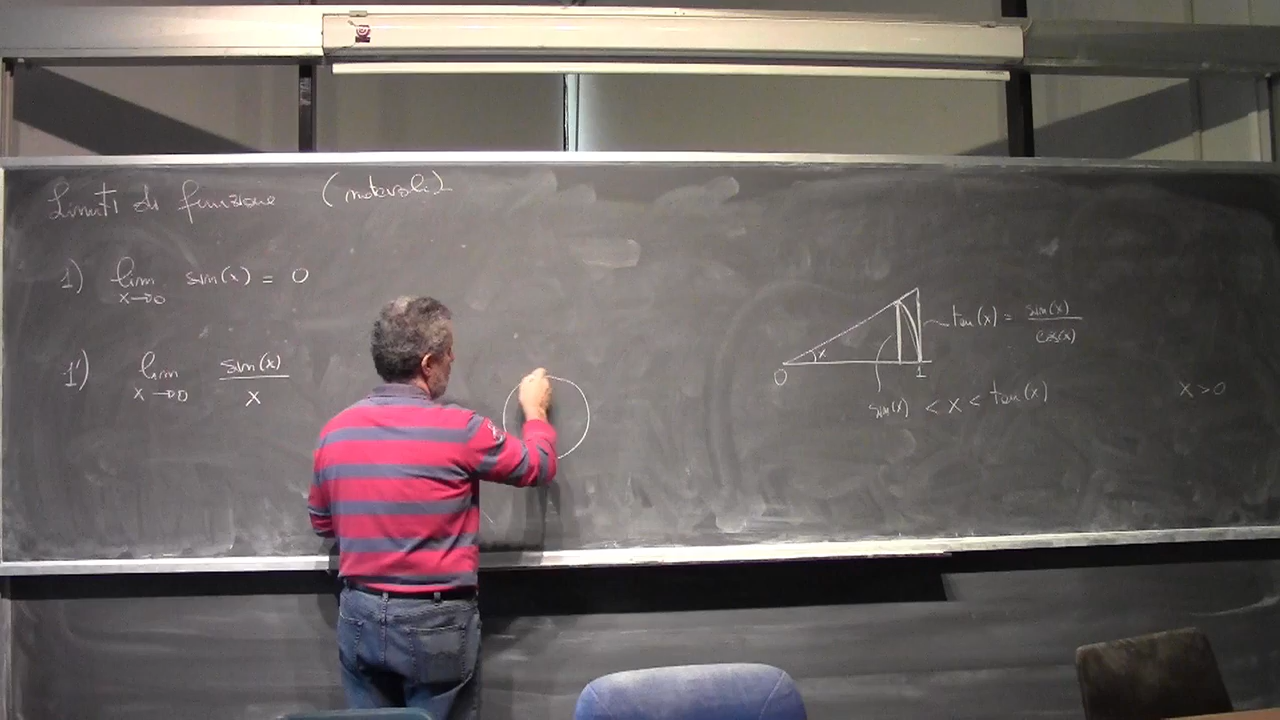 Limiti di funzione (notevoli)
1) lim x→0 sin(x) = 0
1') lim x→0 sin(x)/x
x
tan(x) = sin(x)/cos(x)
0 1
sin(x) < x < tan(x)
x>0